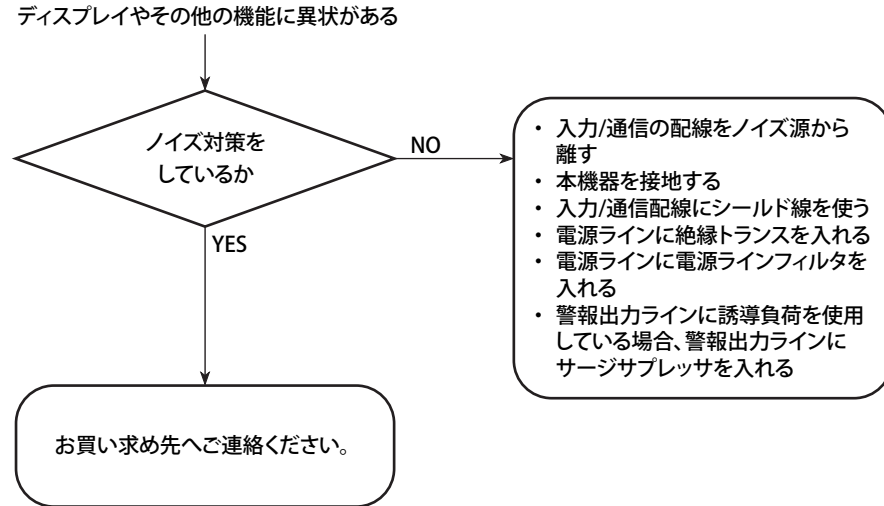 ディスプレイやその他の機能に異状がある
ノイズ対策を
しているか
NO
・ 入力/通信の配線をノイズ源から
離す
・ 本機器を接地する
・ 入力/通信配線にシールド線を使う
・ 電源ラインに絶縁トランスを入れる
・ 電源ラインに電源ラインフィルタを
入れる
・ 警報出力ラインに誘導負荷を使用
している場合、警報出力ラインに
サージサプレッサを入れる
YES
お買い求め先へご連絡ください。